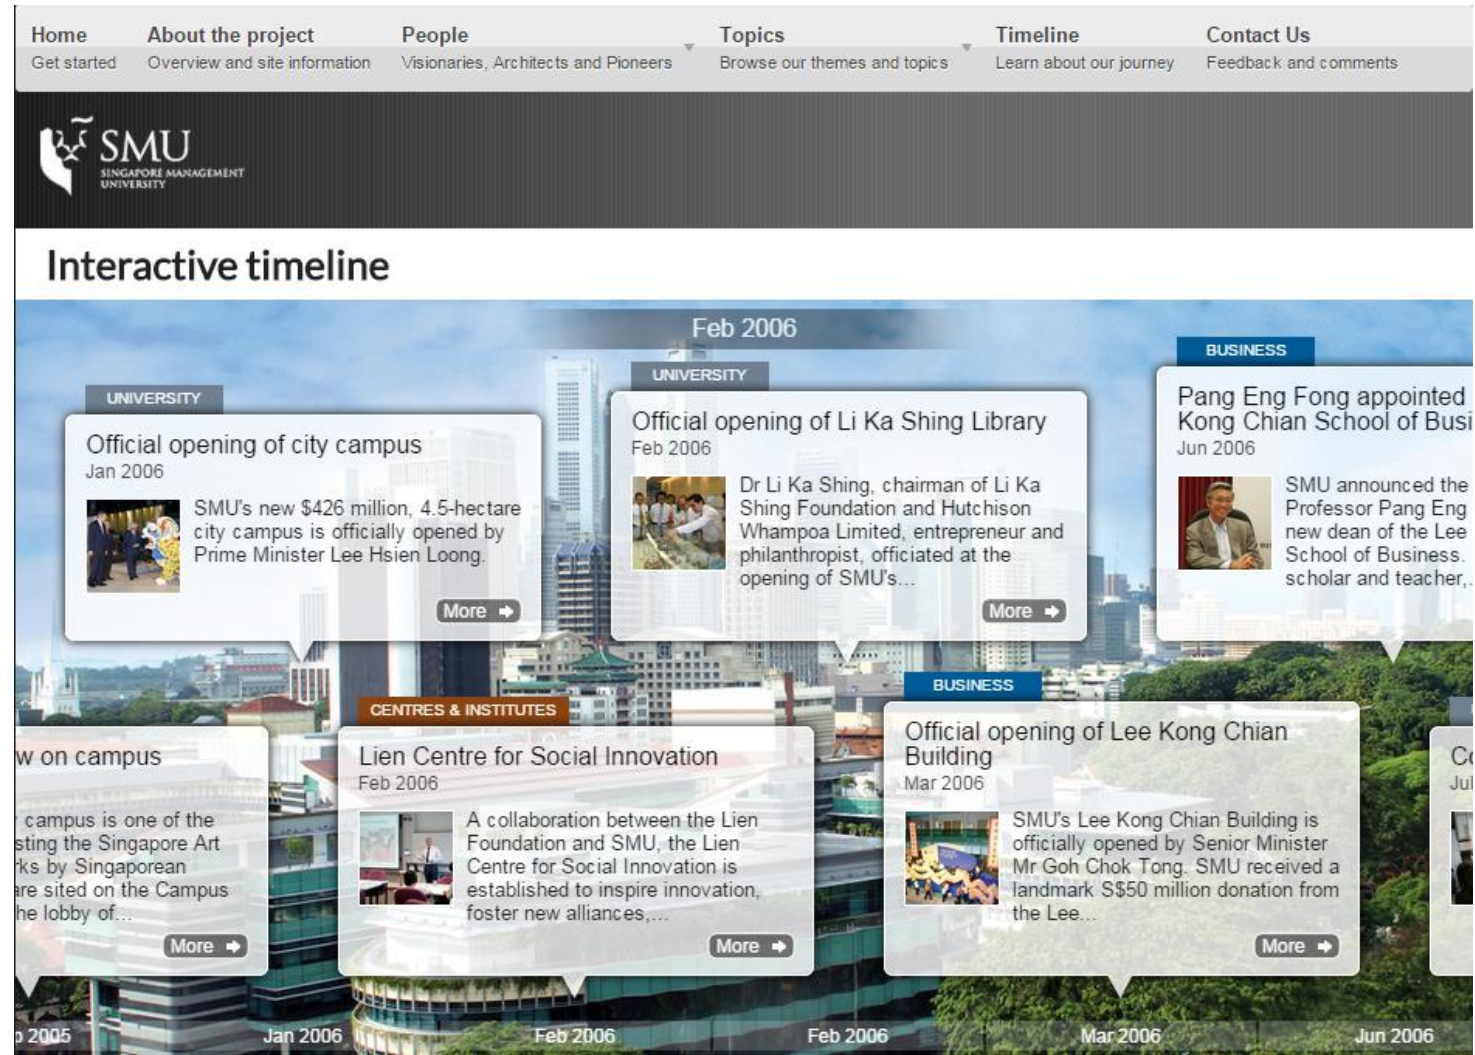 Home
Get started
About the project
Overview and site information
People
Visionaries, Architects and Pioneers
Topics
Browse our themes and topics
Timeline
Learn about our journey
Contact Us
Feedback and comments
SMU
SINGAPORE MANAGEMENT
UNIVERSITY
Interactive timeline
Feb 2006
UNIVERSITY
Official opening of city campus
Jan 2006
SMU's new $426 million, 4.5-hectare
city campus is officially opened by
Prime Minister Lee Hsien Loong.
More
UNIVERSITY
Official opening of Li Ka Shing Library
Feb 2006
Dr Li Ka Shing, chairman of Li Ka
Shing Foundation and Hutchison
Whampoa Limited, entrepreneur and
philanthropist, officiated at the
opening of SMU's...
More
BUSINESS
Pang Eng Fong appointed
Kong Chian School of Busi
Jun 2006
SMU announced the
Professor Pang Eng
new dean of the Lee
School of Business.
scholar and teacher,.
w on campus
campus is one of the
sting the Singapore Art
rks by Singaporean
are sited on the Campus
he lobby of...
More
CENTRES & INSTITUTES
Lien Centre for Social Innovation
Feb 2006
A collaboration between the Lien
Foundation and SMU, the Lien
Centre for Social Innovation is
established to inspire innovation,
foster new alliances,...
More
BUSINESS
Official opening of Lee Kong Chian
Building
Mar 2006
SMU's Lee Kong Chian Building is
officially opened by Senior Minister
Mr Goh Chok Tong. SMU received a
landmark S$50 million donation from
the Lee...
More
Co
Jul
2005
Jan 2006
Feb 2006
Feb 2006
Mar 2006
Jun 2006